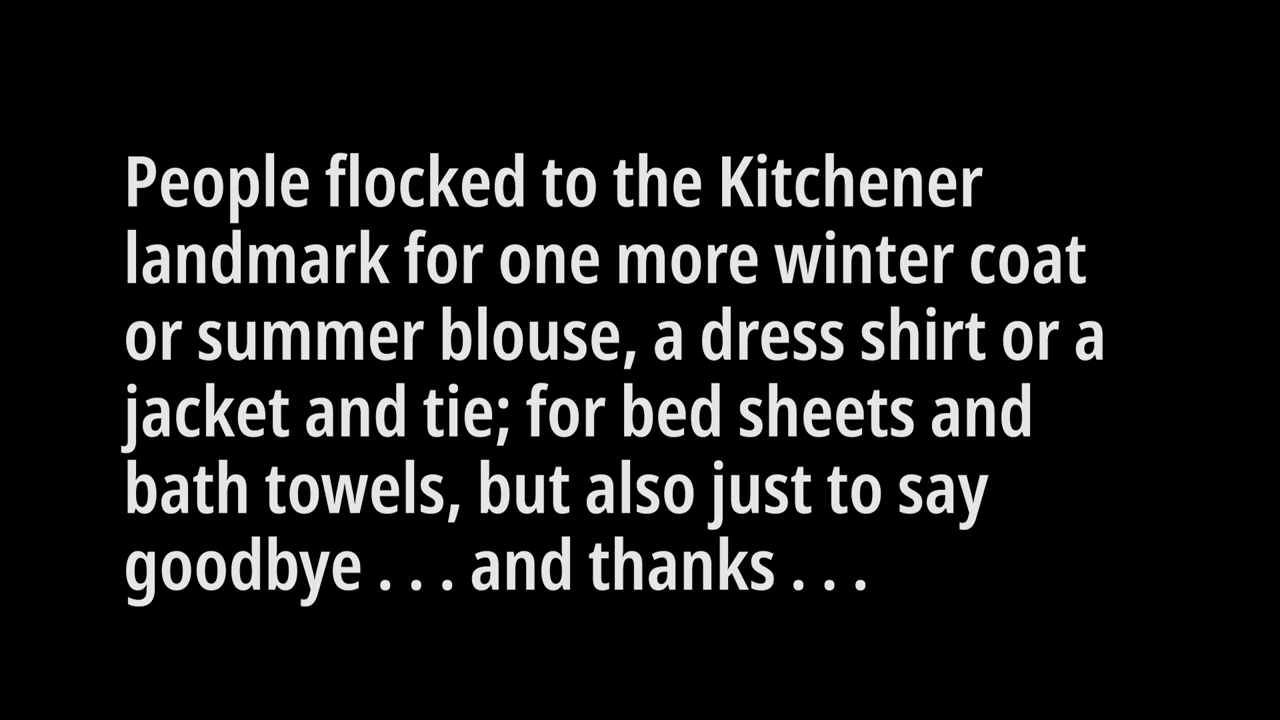 People flocked to the Kitchener
landmark for one more winter coat
or summer blouse, a dress shirt or a
jacket and tie; for bed sheets and
bath towels, but also just to say
goodbye . . . and thanks . . .